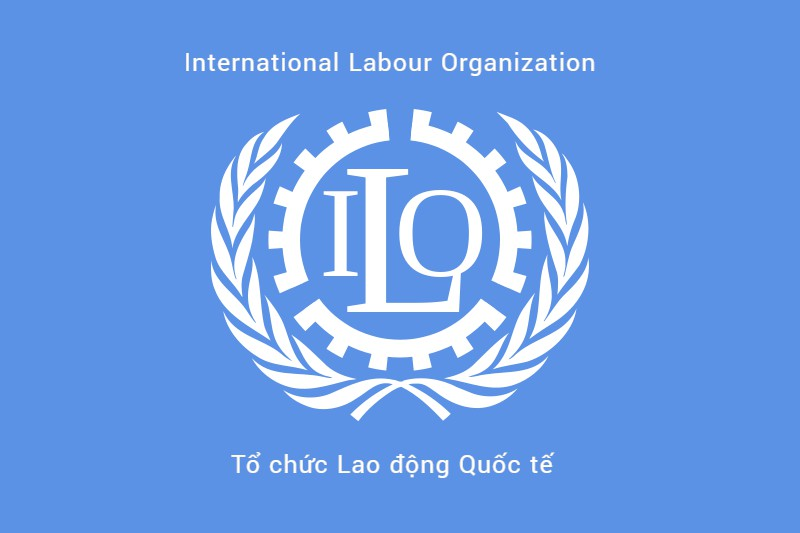 International Labour Organization
ILO
Tổ chức Lao động Quốc tế